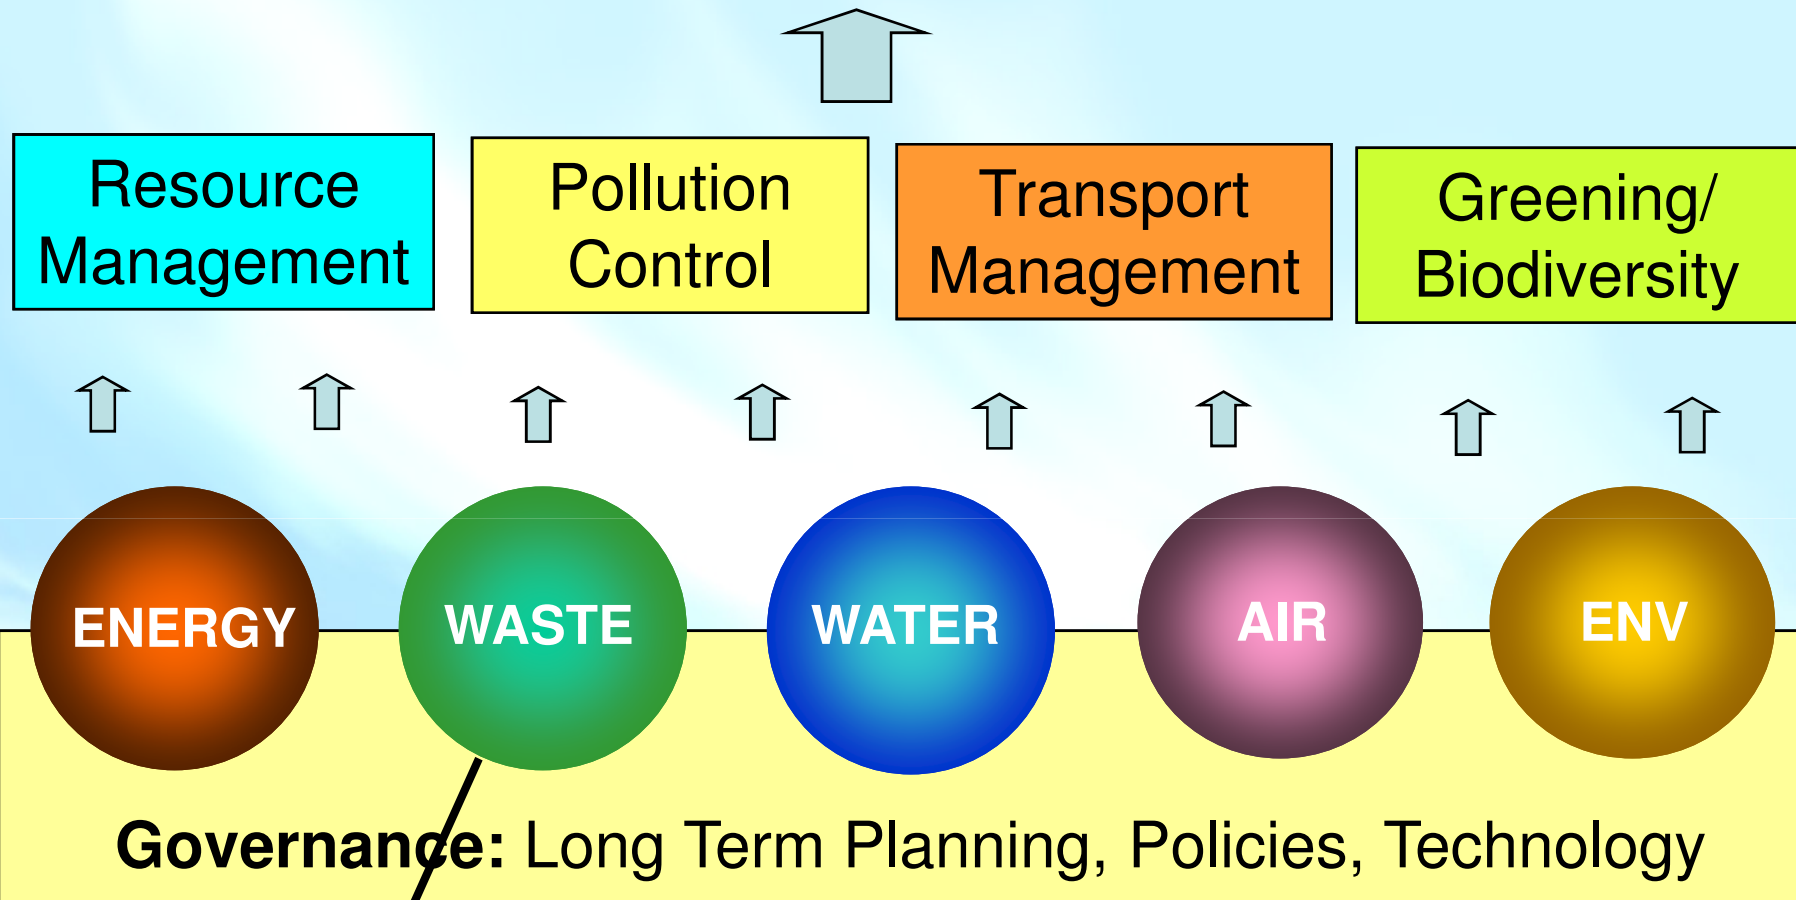 Resource
Management
Pollution
Control
Transport
Management
Greening/
Biodiversity
ENERGY
WASTE
WATER
AIR
ENV
Governance: Long Term Planning, Policies, Technology